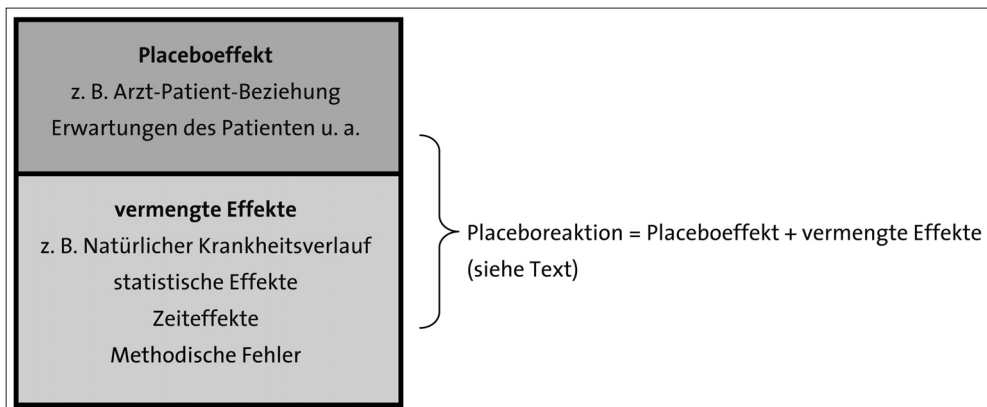 Placeboeffekt
z. B. Arzt-Patient-Beziehung
Erwartungen des Patienten u. a.
vermengte Effekte
z. B. Natürlicher Krankheitsverlauf
statistische Effekte
Zeiteffekte
Methodische Fehler
Placeboreaktion = Placeboeffekt + vermengte Effekte
(siehe Text)